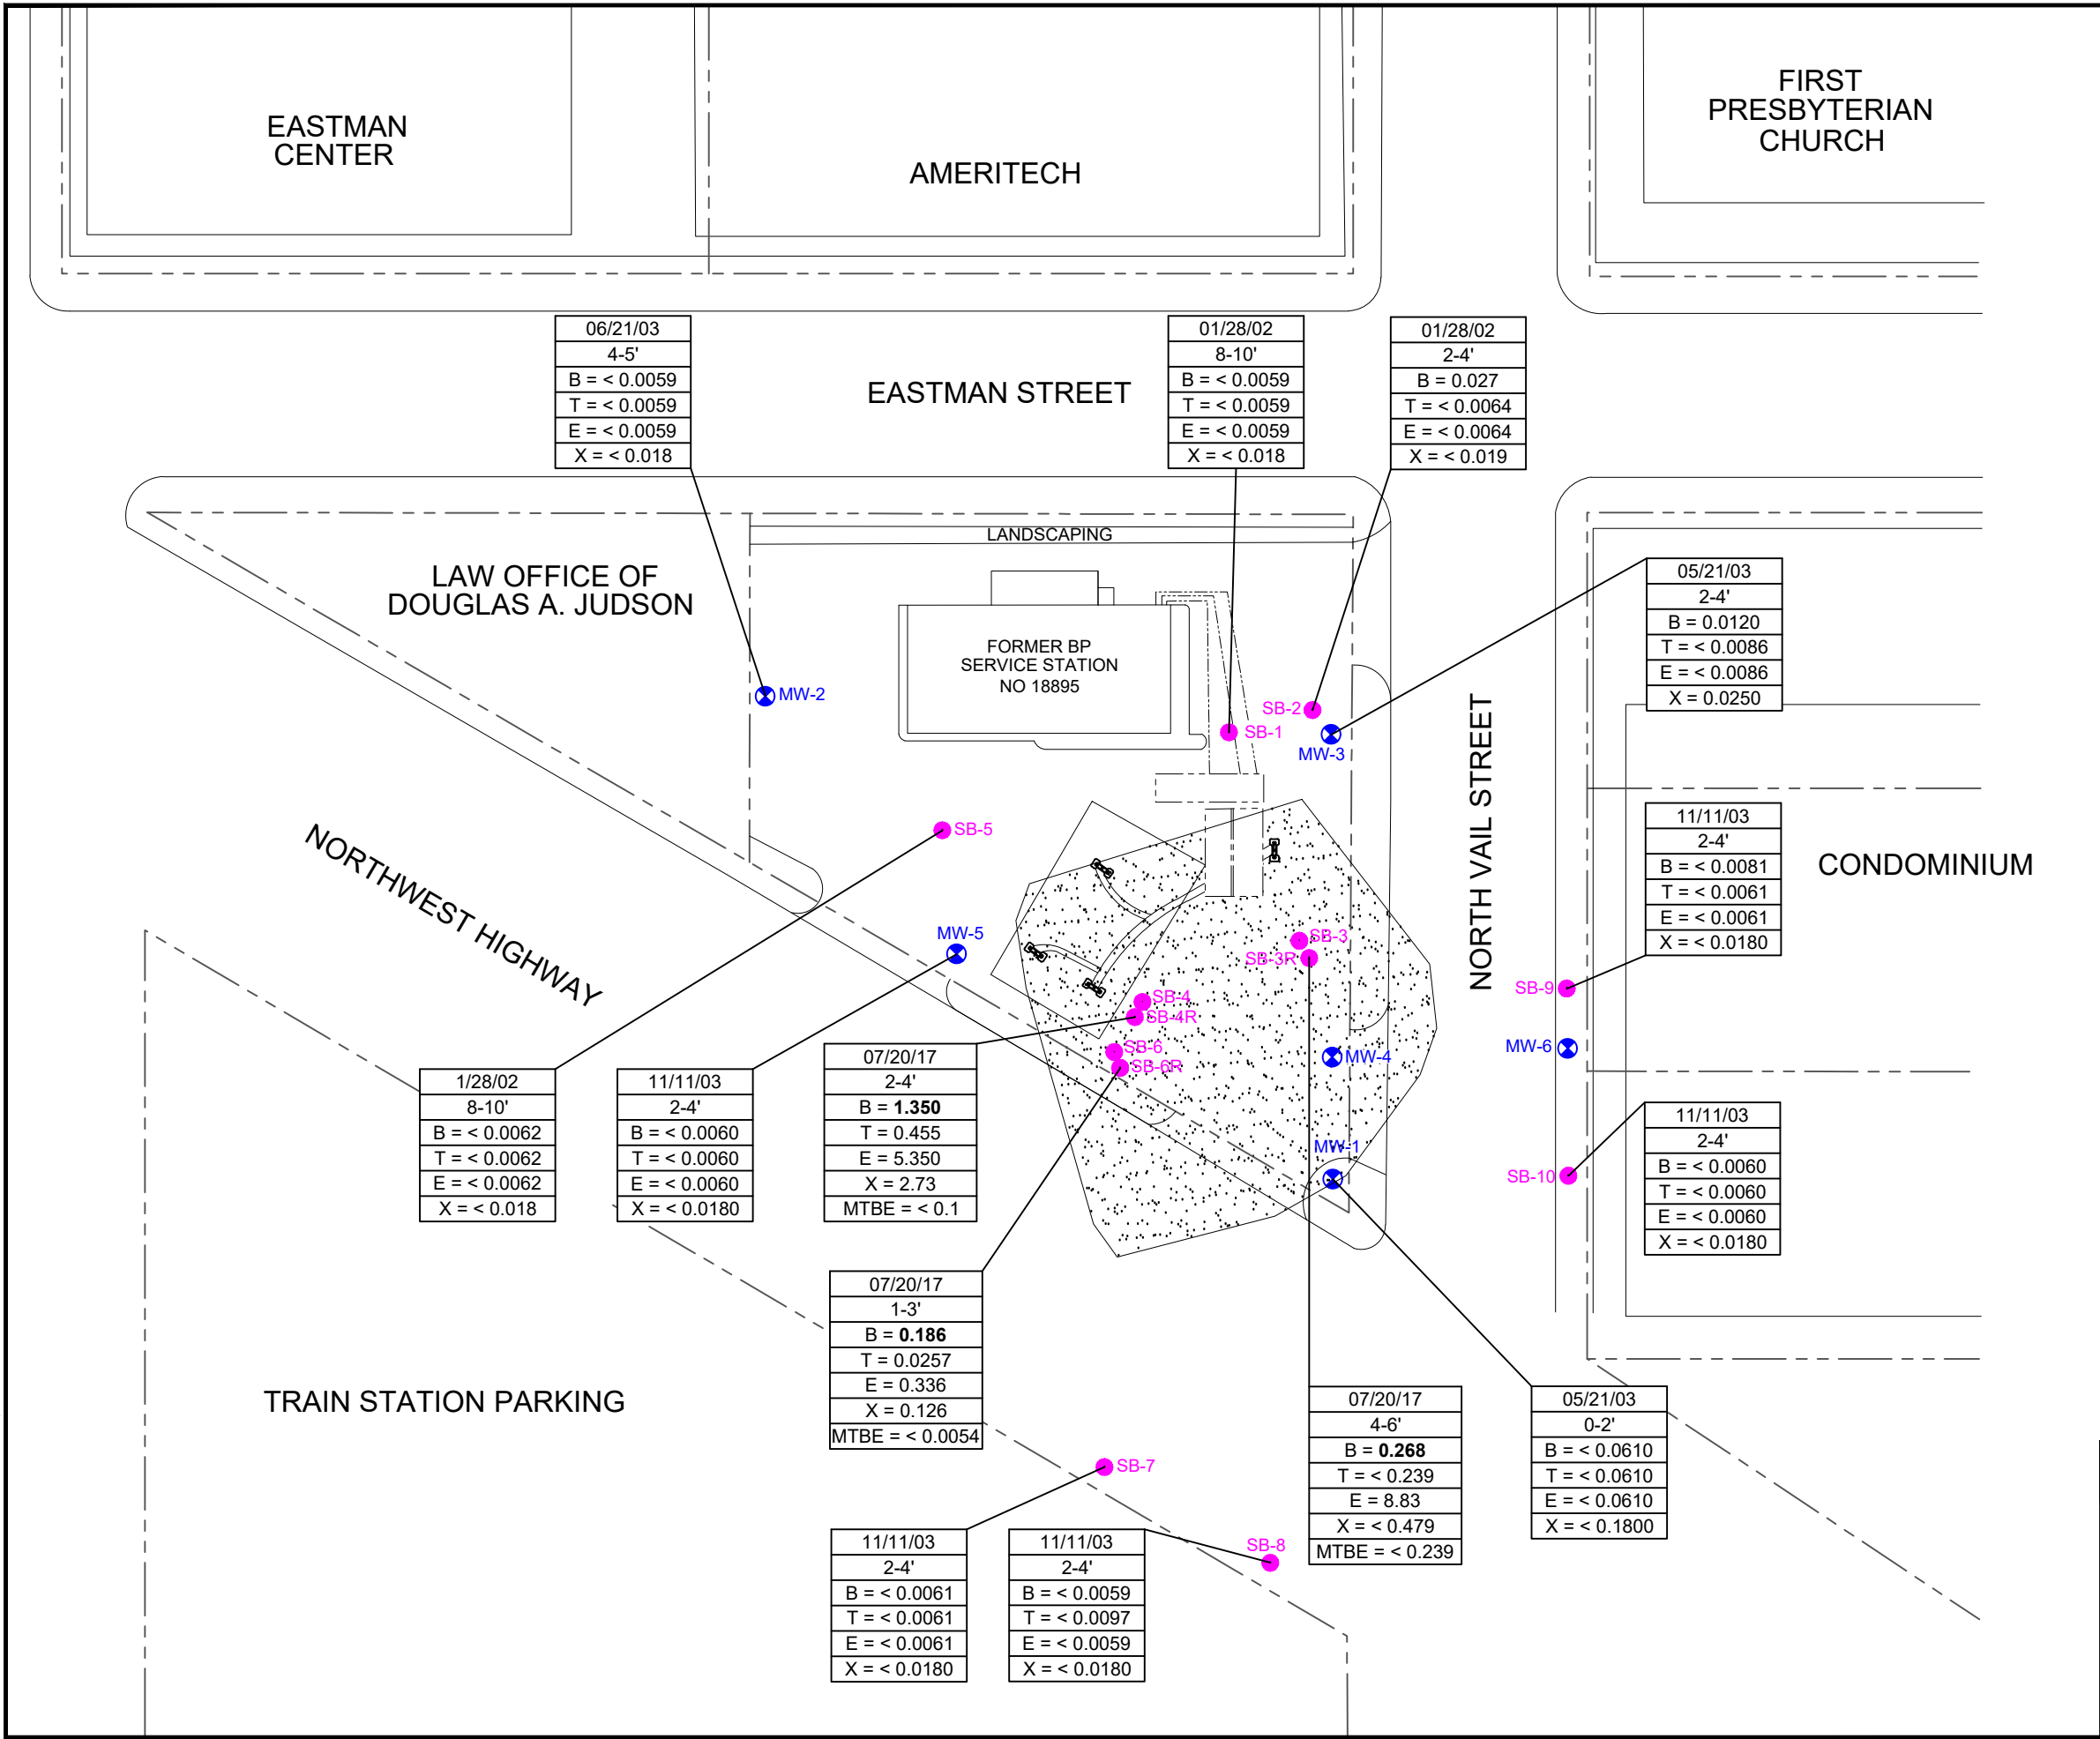 EASTMAN
CENTER
AMERITECH
FIRST
PRESBYTERIAN
CHURCH
06/21/03
4-5'
B = < 0.0059
T = < 0.0059
E = < 0.0059
X = < 0.018
EASTMAN STREET
01/28/02
8-10'
B = < 0.0059
T = < 0.0059
E = < 0.0059
X = < 0.018
01/28/02
2-4'
B = 0.027
T = < 0.0064
E = < 0.0064
X = < 0.019
LANDSCAPING
LAW OFFICE OF
DOUGLAS A. JUDSON
FORMER BP
SERVICE STATION
NO 18895
05/21/03
2-4'
B = 0.0120
T = < 0.0086
E = < 0.0086
X = 0.0250
MW-2
SB-2
SB-1
MW-3
NORTH VAIL STREET
SB-5
NORTHWEST HIGHWAY
11/11/03
2-4'
B = < 0.0081
T = < 0.0061
E = < 0.0061
X = < 0.0180
CONDOMINIUM
MW-5
SB-3
SB-3R
SB-9
SB-4
SB-4R
SB-6
SB-6R
MW-4
MW-6
1/28/02
8-10'
B = < 0.0062
T = < 0.0062
E = < 0.0062
X = < 0.018
11/11/03
2-4'
B = < 0.0060
T = < 0.0060
E = < 0.0060
X = < 0.0180
07/20/17
2-4'
B = 1.350
T = 0.455
E = 5.350
X = 2.73
MTBE = < 0.1
MW-1
SB-10
11/11/03
2-4'
B = < 0.0060
T = < 0.0060
E = < 0.0060
X = < 0.0180
07/20/17
1-3'
B = 0.186
T = 0.0257
E = 0.336
X = 0.126
MTBE = < 0.0054
TRAIN STATION PARKING
07/20/17
4-6'
B = 0.268
T = < 0.239
E = 8.83
X = < 0.479
MTBE = < 0.239
05/21/03
0-2'
B = < 0.0610
T = < 0.0610
E = < 0.0610
X = < 0.1800
SB-7
SB-8
11/11/03
2-4'
B = < 0.0061
T = < 0.0061
E = < 0.0061
X = < 0.0180
11/11/03
2-4'
B = < 0.0059
T = < 0.0097
E = < 0.0059
X = < 0.0180